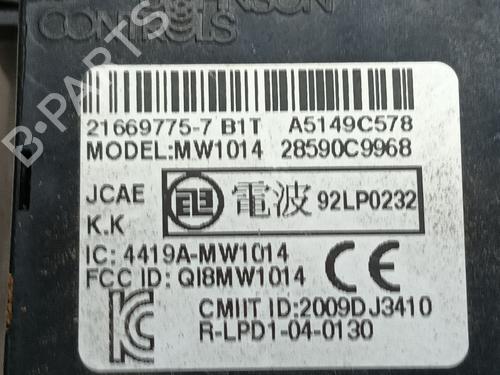 JOHNSON
CONTROLS
21669775-7 B1T A5149C578
MODEL:MW1014 28590C9968
JCAE
K.K
電波 92LP0232
IC: 4419A-MW1014
FCC ID: QI8MW1014
CE
CMIIT ID:2009DJ3410
R-LPD1-04-0130
B-PARTS